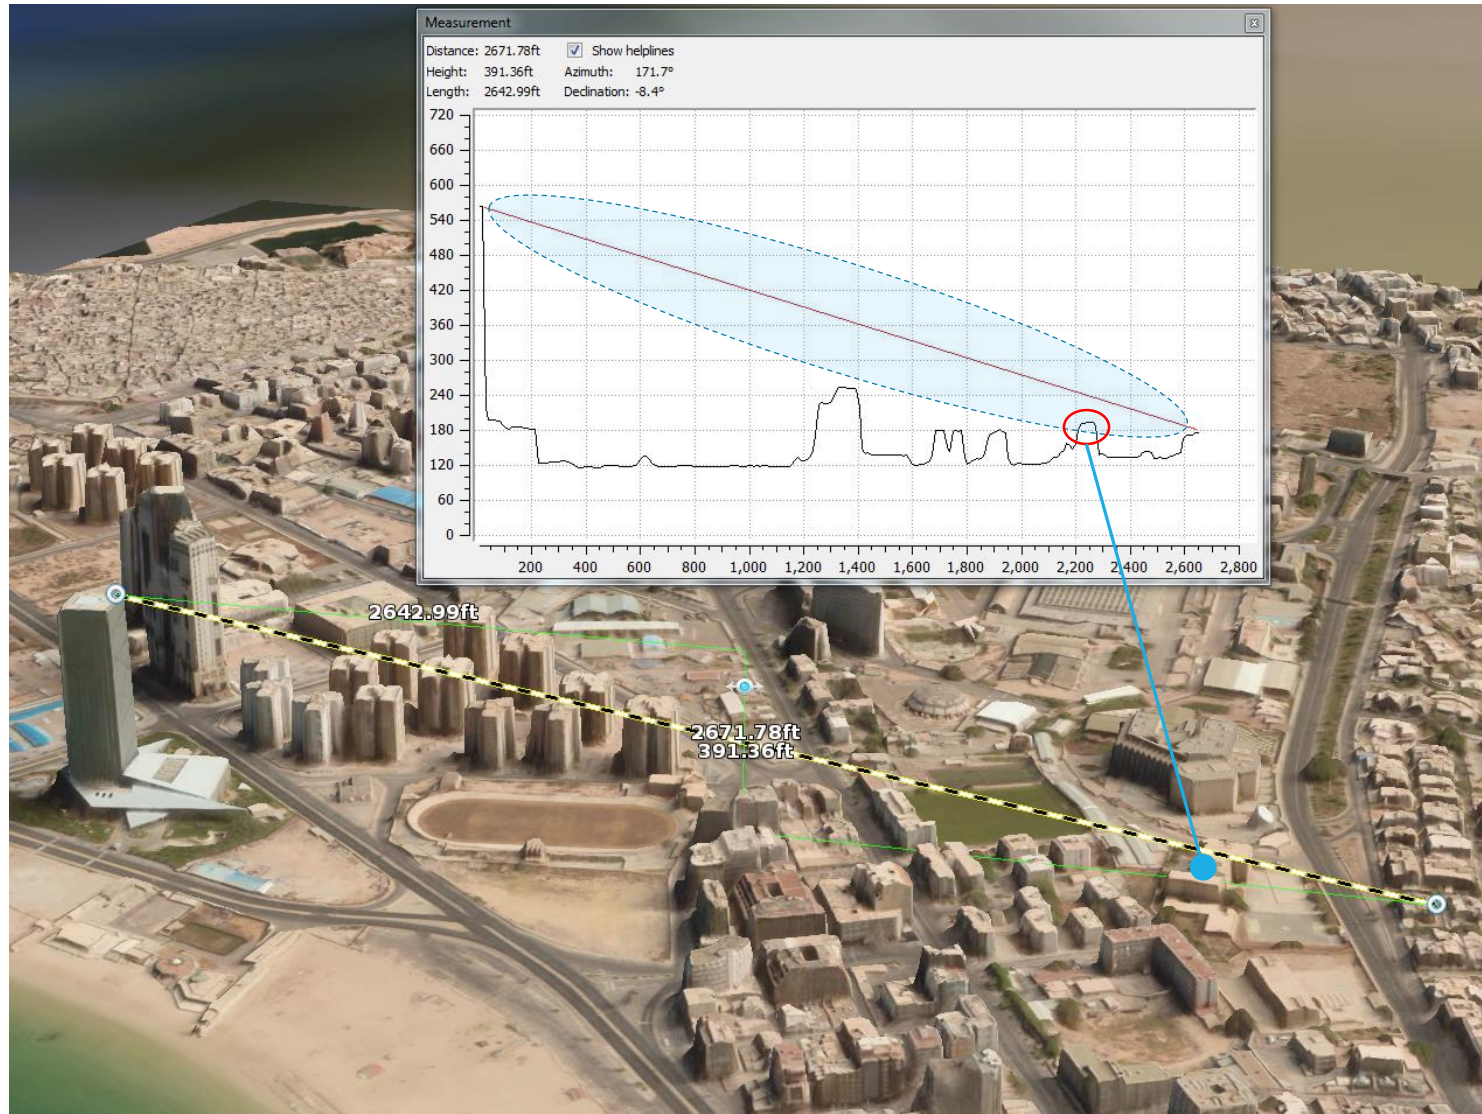 Measurement
Distance: 2671.78ft Show helplines
Height: 391.36ft Azimuth: 171.7°
Length: 2642.99ft Declination: -8.4°
720
660
600
540
480
420
360
300
240
180
120
60
0
200 400 600 800 1,000 1,200 1,400 1,600 1,800 2,000 2,200 2,400 2,600 2,800
2642.99ft
2671.78ft
391.36ft